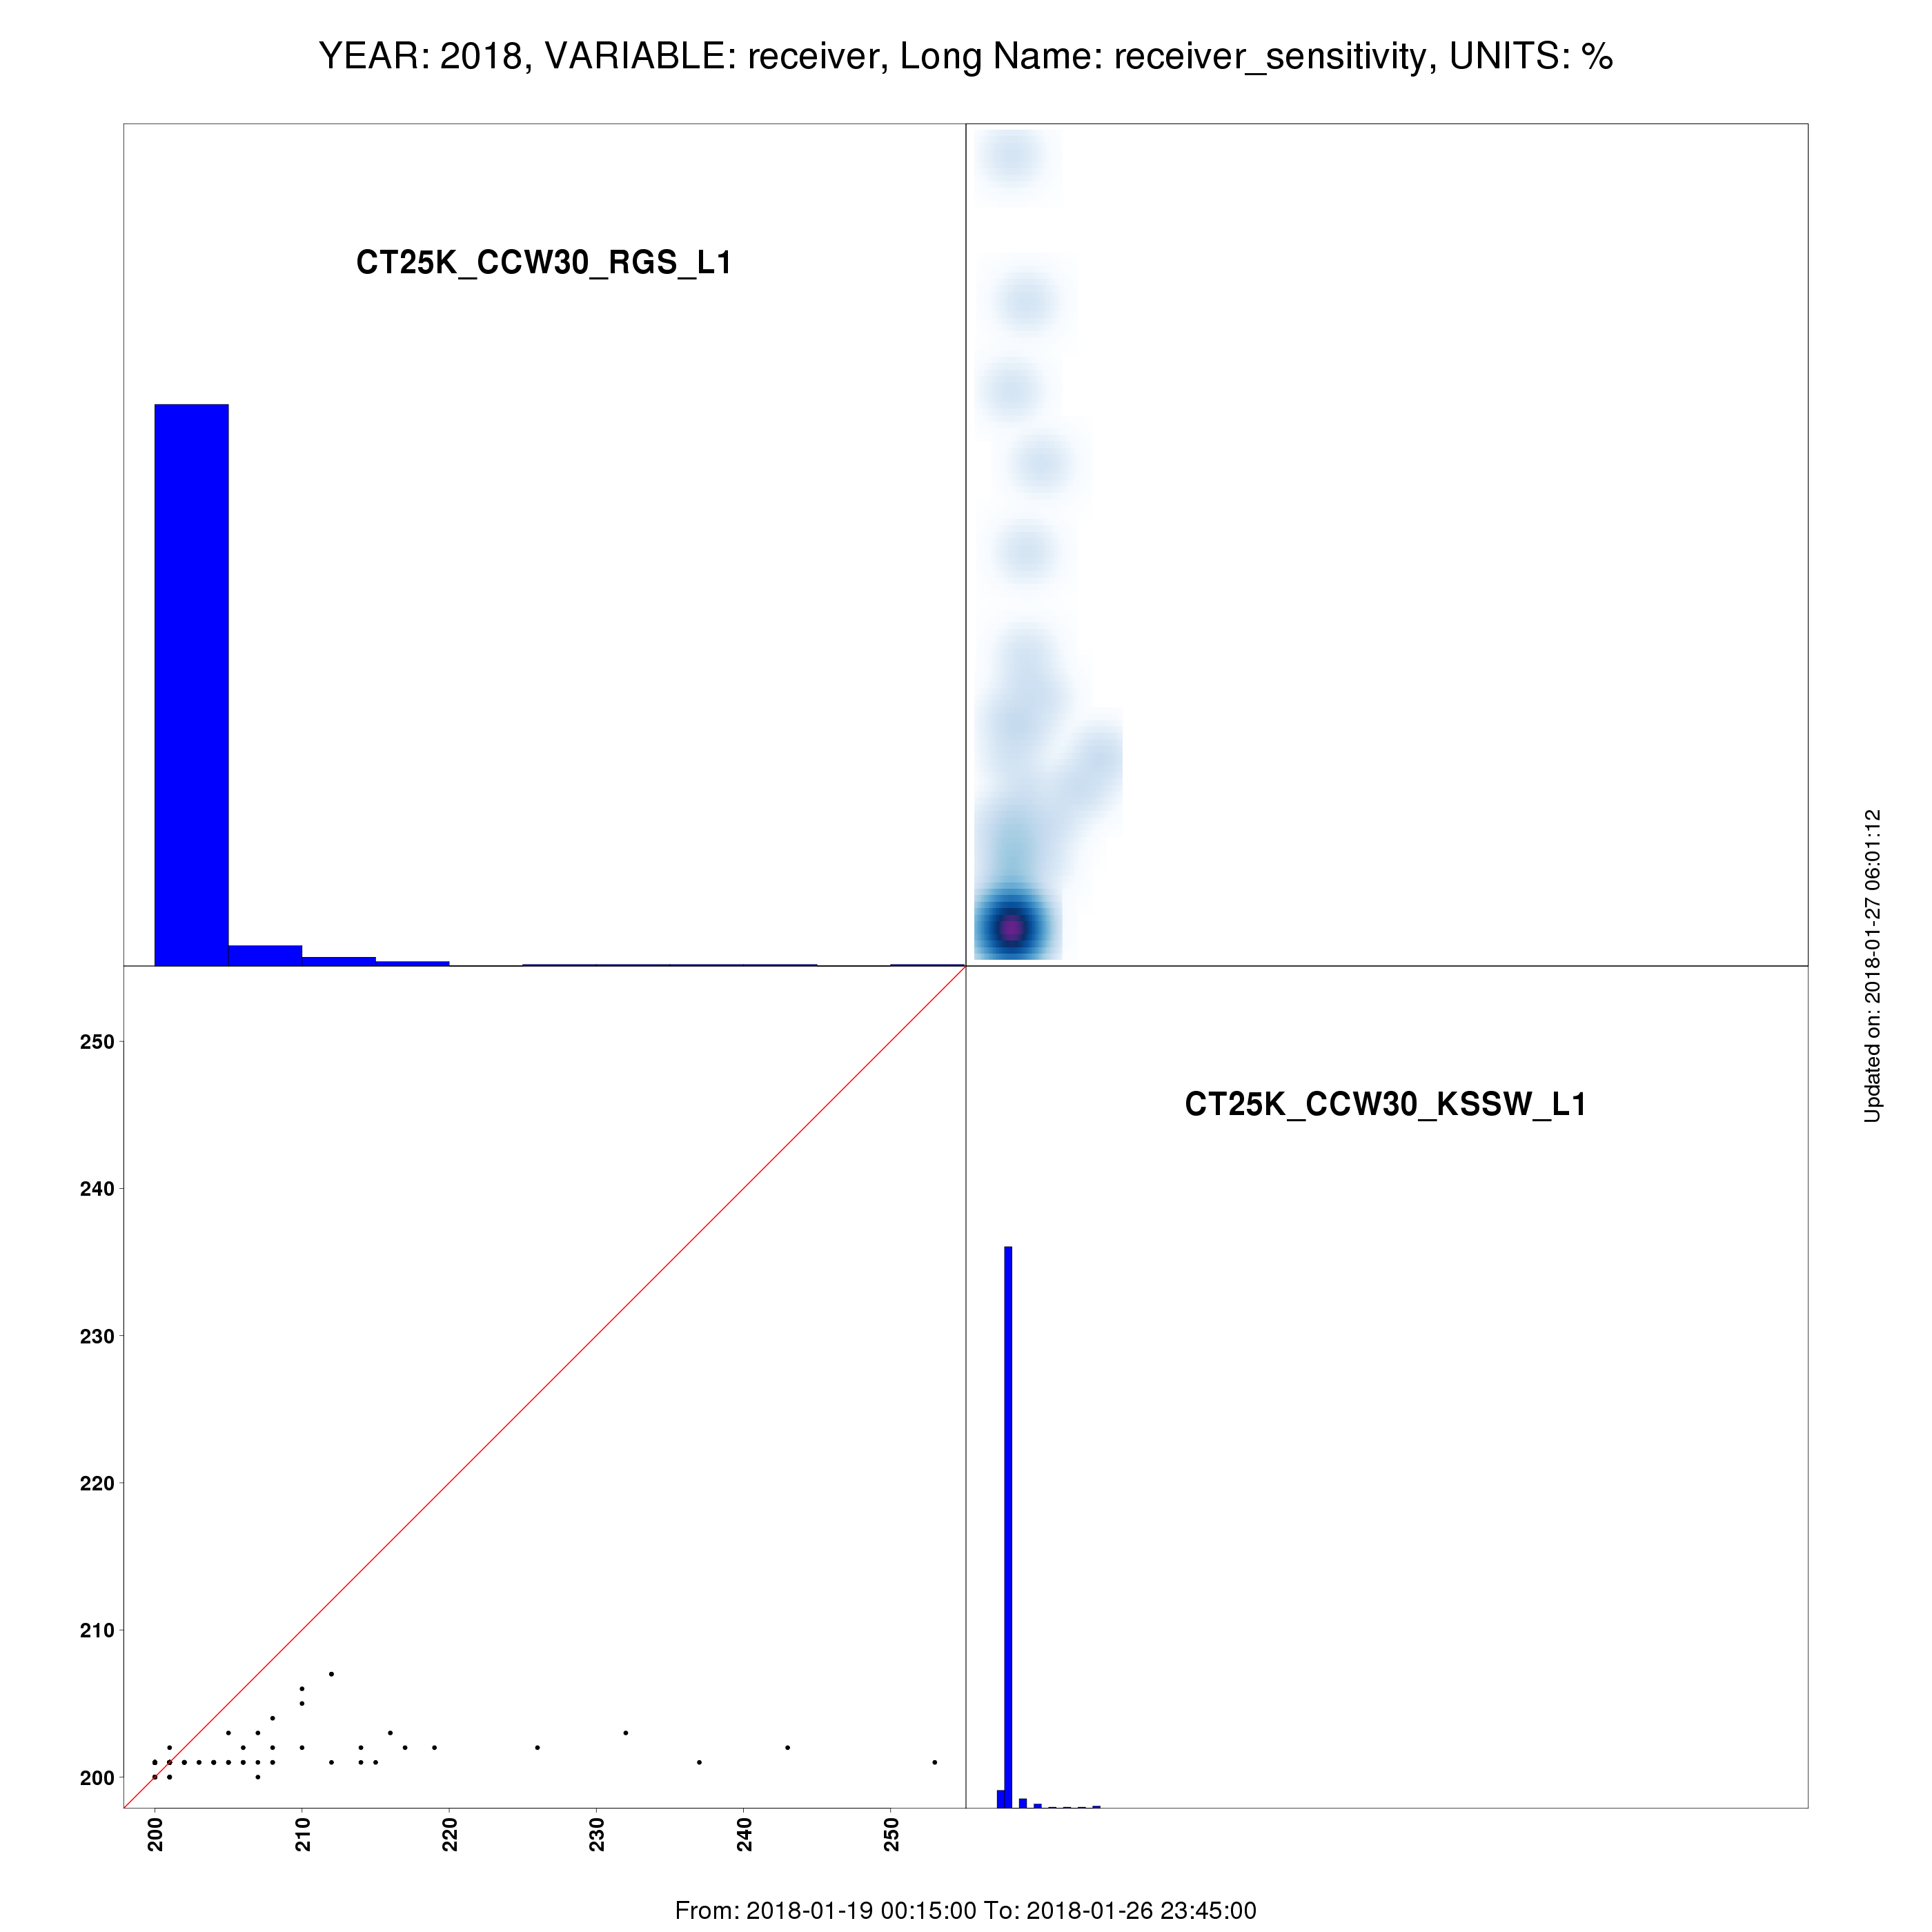 YEAR: 2018, VARIABLE: receiver, Long Name: receiver_sensitivity, UNITS: %
CT25K_CCW30_RGS_L1
Updated on: 2018-01-27 06:01:12
250
240
230
220
210
200
CT25K_CCW30_KSSW_L1
200
210
220
230
240
250
From: 2018-01-19 00:15:00 To: 2018-01-26 23:45:00